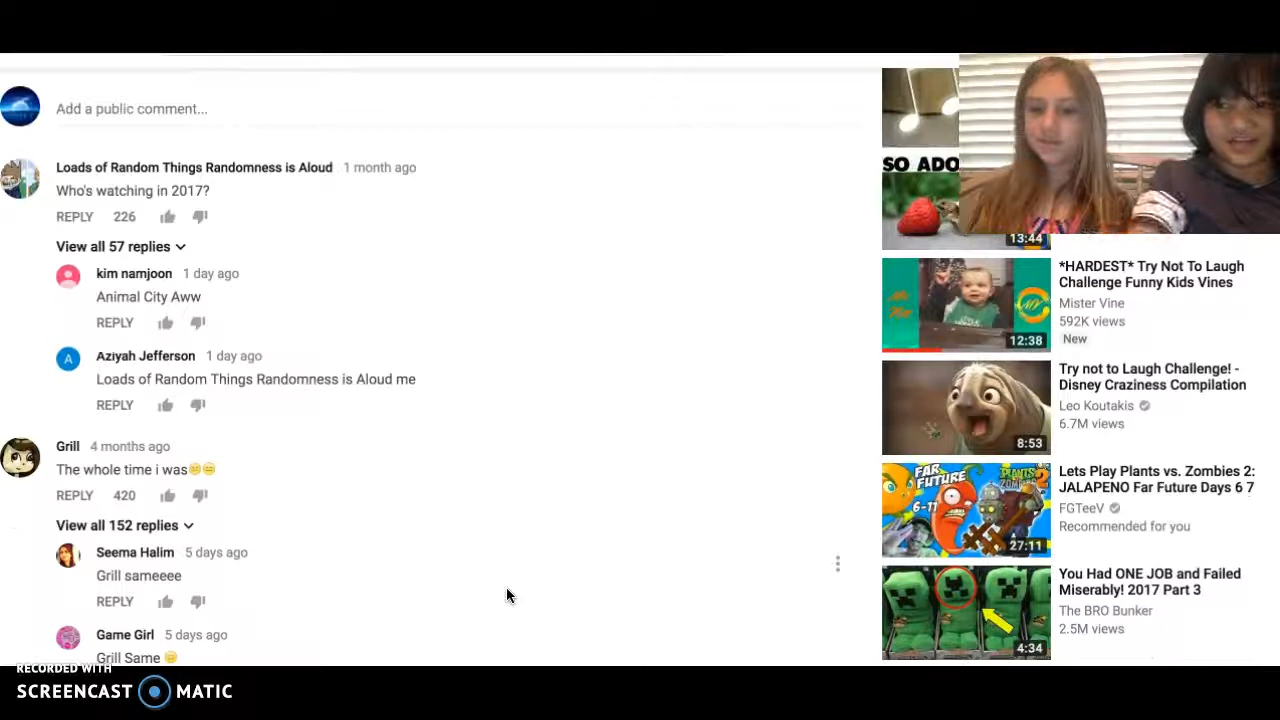 Add a public comment...
Loads of Random Things Randomness is Aloud 1 month ago
Who's watching in 2017?
REPLY 226
View all 57 replies
kim namjoon 1 day ago
Animal City Aww
REPLY
A
Aziyah Jefferson 1 day ago
Loads of Random Things Randomness is Aloud me
REPLY
Grill 4 months ago
The whole time i was😁😑
REPLY 420
View all 152 replies
Seema Halim 5 days ago
Grill sameeee
REPLY
Game Girl 5 days ago
Grill Same 😑
SO ADO
13:44
*HARDEST* Try Not To Laugh
Challenge Funny Kids Vines
Mister Vine
592K views
New
12:38
Try not to Laugh Challenge! -
Disney Craziness Compilation
Leo Koutakis
6.7M views
8:53
FAR
FUTURE
6-11
PLANTS
ZOMBIES
2
27:11
Lets Play Plants vs. Zombies 2:
JALAPENO Far Future Days 6 7
FGTeeV
Recommended for you
You Had ONE JOB and Failed
Miserably! 2017 Part 3
The BRO Bunker
2.5M views
4:34
RECORDED WITH
SCREENCAST MATIC